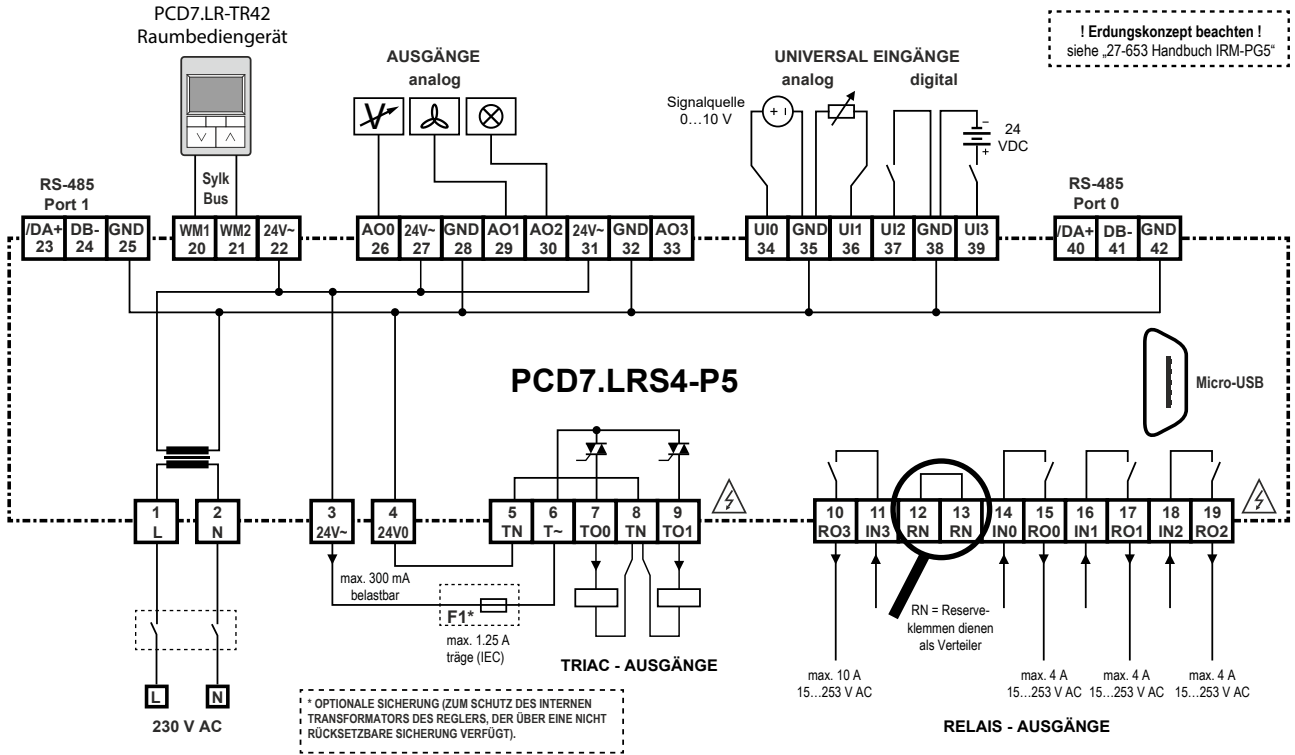 PCD7.LR-TR42
Raumbediengerät
! Erdungskonzept beachten !
siehe „27-653 Handbuch IRM-PG5“
AUSGÄNGE
analog
UNIVERSAL EINGÄNGE
analog digital
Signalquelle
0...10 V
24
VDC
Sylk
Bus
RS-485
Port 1
RS-485
Port 0
/DA+ DB- GND WM1 WM2 24V~ AO0 24V~ GND AO1 AO2 24V~ GND AO3 UI0 GND UI1 UI2 GND UI3 /DA+ DB- GND
23 24 25 20 21 22 26 27 28 29 30 31 32 33 34 35 36 37 38 39 40 41 42
PCD7.LRS4-P5
Micro-USB
1 2 3 4 5 6 7 8 9 10 11 12 13 14 15 16 17 18 19
L N 24V~ 24V0 TN T~ TO0 TN TO1 RO3 IN3 RN RN IN0 RO0 IN1 RO1 IN2 RO2
max. 300 mA
belastbar
F1*
max. 1.25 A
träge (IEC)
TRIAC - AUSGÄNGE
RN = Reserve-
klemmen dienen
als Verteiler
max. 10 A
15...253 V AC
max. 4 A
15...253 V AC
max. 4 A
15...253 V AC
max. 4 A
15...253 V AC
RELAIS - AUSGÄNGE
L N
230 V AC
* OPTIONALE SICHERUNG (ZUM SCHUTZ DES INTERNEN
TRANSFORMATORS DES REGLERS, DER ÜBER EINE NICHT
RÜCKSETZBARE SICHERUNG VERFÜGT).